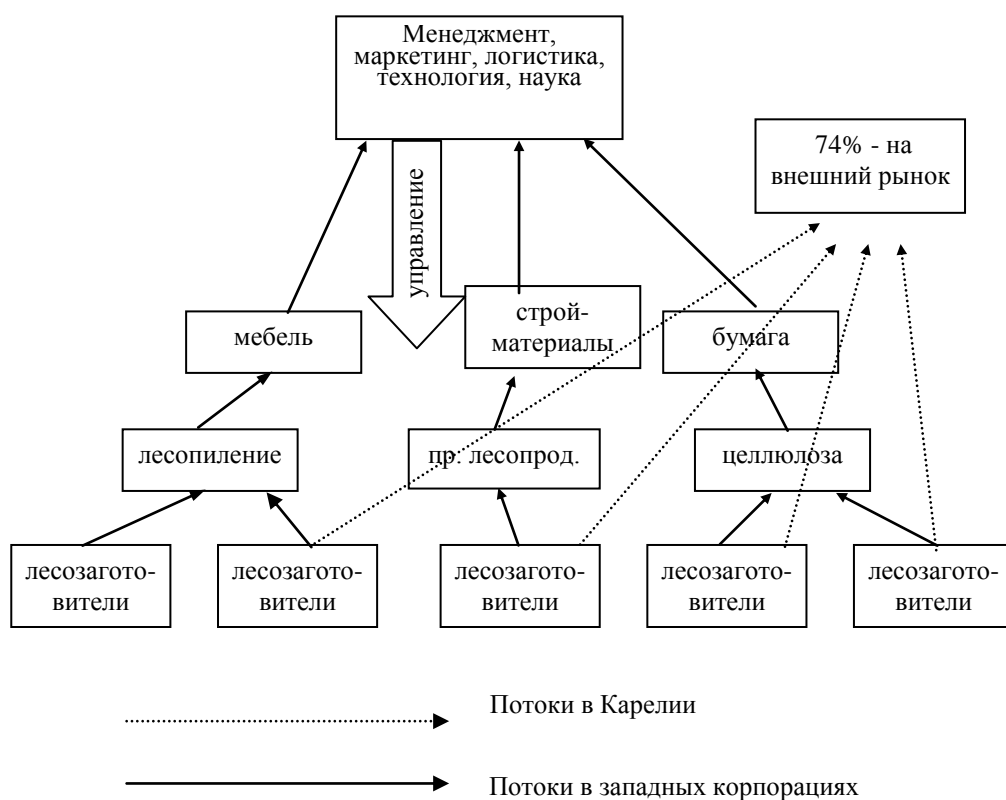 Менеджмент,
маркетинг, логистика,
технология, наука
74% - на
внешний рынок
управление
мебель
строй-
материалы
бумага
лесопиление
пр. лесопрод.
целлюлоза
лесозагото-
вители
лесозагото-
вители
лесозагото-
вители
лесозагото-
вители
лесозагото-
вители
Потоки в Карелии
Потоки в западных корпорациях